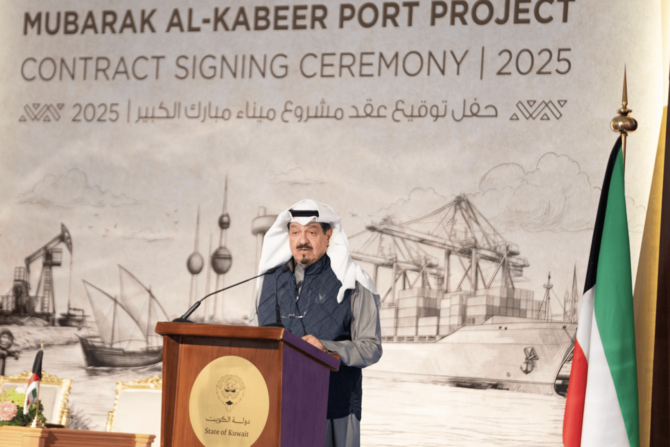 MUBARAK AL-KABEER PORT PROJECT
CONTRACT SIGNING CEREMONY | 2025
حفل توقيع عقد مشروع ميناء مبارك الكبير | 2025
دولة الكويت
State of Kuwait